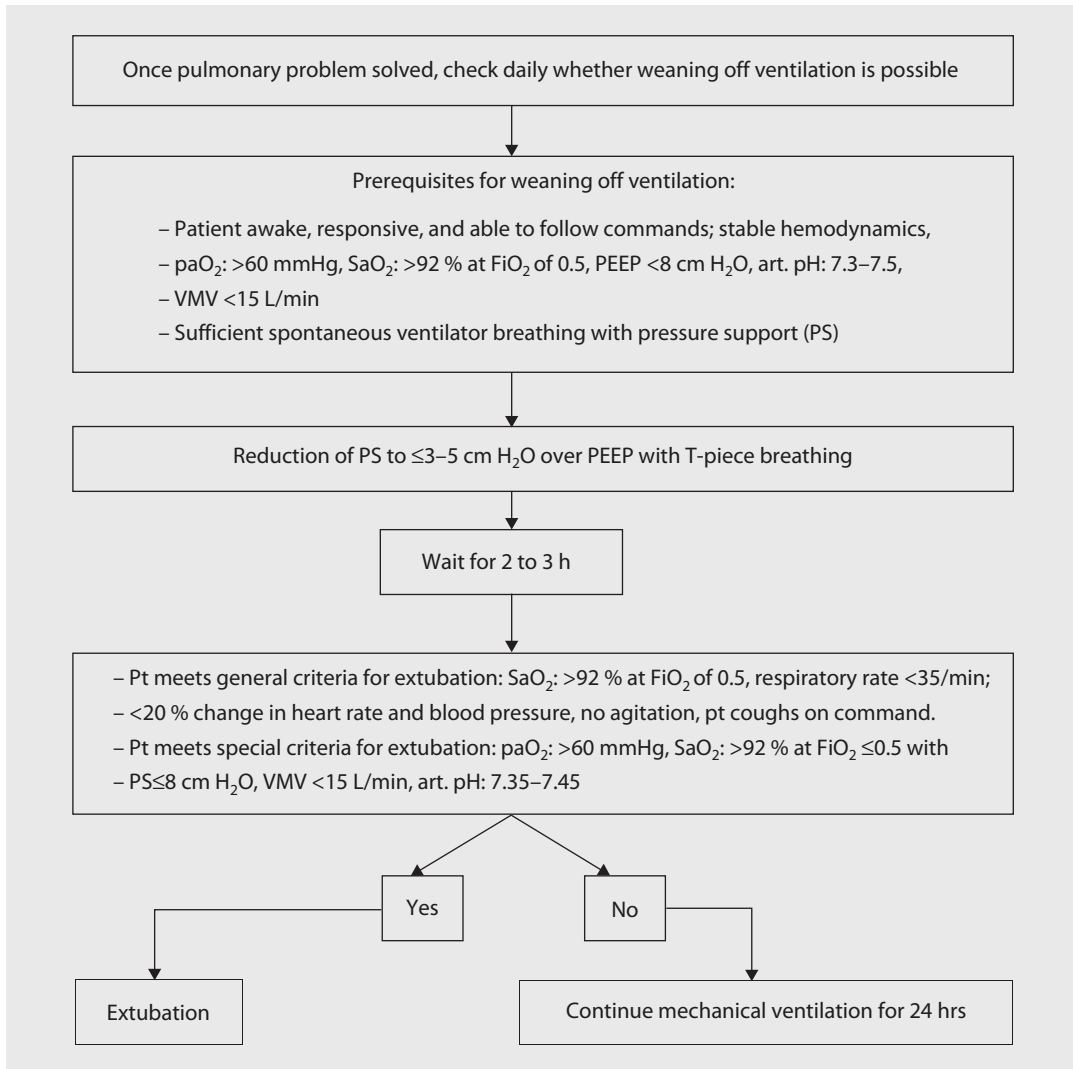 Once pulmonary problem solved, check daily whether weaning off ventilation is possible
Prerequisites for weaning off ventilation:
– Patient awake, responsive, and able to follow commands; stable hemodynamics,
– paO₂: >60 mmHg, SaO₂: >92 % at FiO₂ of 0.5, PEEP <8 cm H₂O, art. pH: 7.3–7.5,
– VMV <15 L/min
– Sufficient spontaneous ventilator breathing with pressure support (PS)
Reduction of PS to ≤3–5 cm H₂O over PEEP with T-piece breathing
Wait for 2 to 3 h
– Pt meets general criteria for extubation: SaO₂: >92 % at FiO₂ of 0.5, respiratory rate <35/min;
– <20 % change in heart rate and blood pressure, no agitation, pt coughs on command.
– Pt meets special criteria for extubation: paO₂: >60 mmHg, SaO₂: >92 % at FiO₂ ≤0.5 with
– PS≤8 cm H₂O, VMV <15 L/min, art. pH: 7.35–7.45
Yes
No
Extubation
Continue mechanical ventilation for 24 hrs